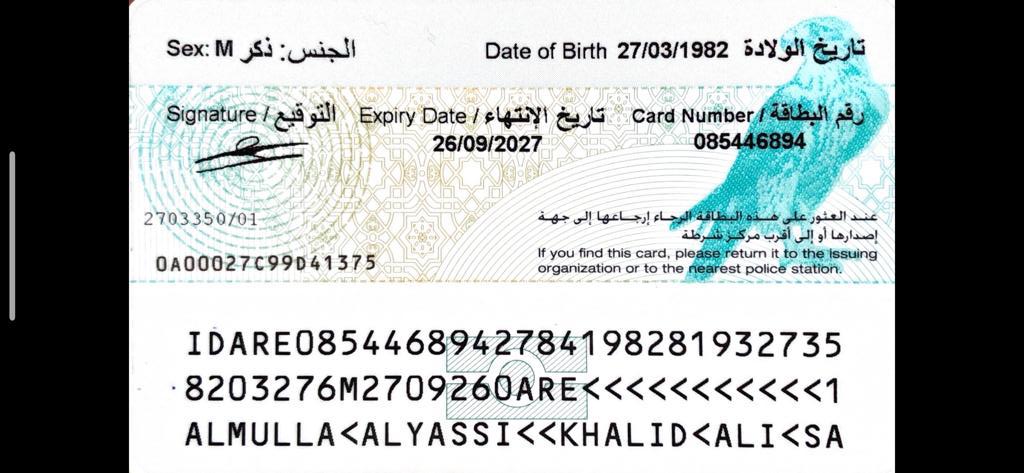 Sex: M الجنس: ذكر
Date of Birth 27/03/1982 تاريخ الولادة
Signature / التوقيع
Expiry Date / تاريخ الإنتهاء
26/09/2027
Card Number / رقم البطاقة
085446894
2703350/01
عند العثور على هذه البطاقة الرجاء إرجاعها إلى جهة
إصدارها أو إلى أقرب مركز شرطة
If you find this card, please return it to the issuing
organization or to the nearest police station.
0A00027C99D41375
IDARE0854468942784198281932735
8203276M2709260ARE<<<<<<<<<<<1
ALMULLA<ALYASSI<<KHALID<ALI<SA